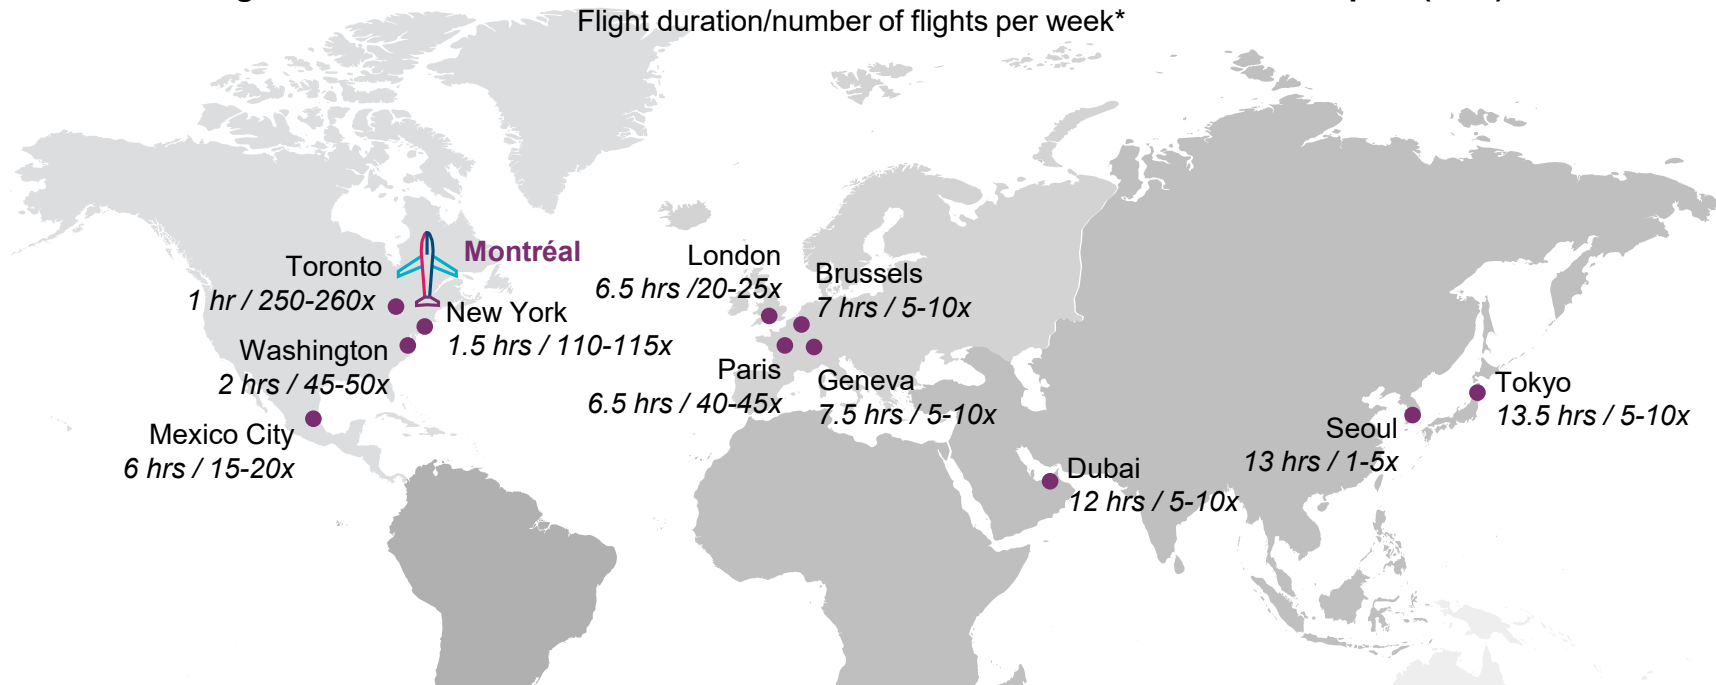 Flight duration/number of flights per week*
Montréal
Toronto
1 hr / 250-260x
New York
1.5 hrs / 110-115x
Washington
2 hrs / 45-50x
Mexico City
6 hrs / 15-20x
London
6.5 hrs /20-25x
Brussels
7 hrs / 5-10x
Paris
6.5 hrs / 40-45x
Geneva
7.5 hrs / 5-10x
Dubai
12 hrs / 5-10x
Seoul
13 hrs / 1-5x
Tokyo
13.5 hrs / 5-10x